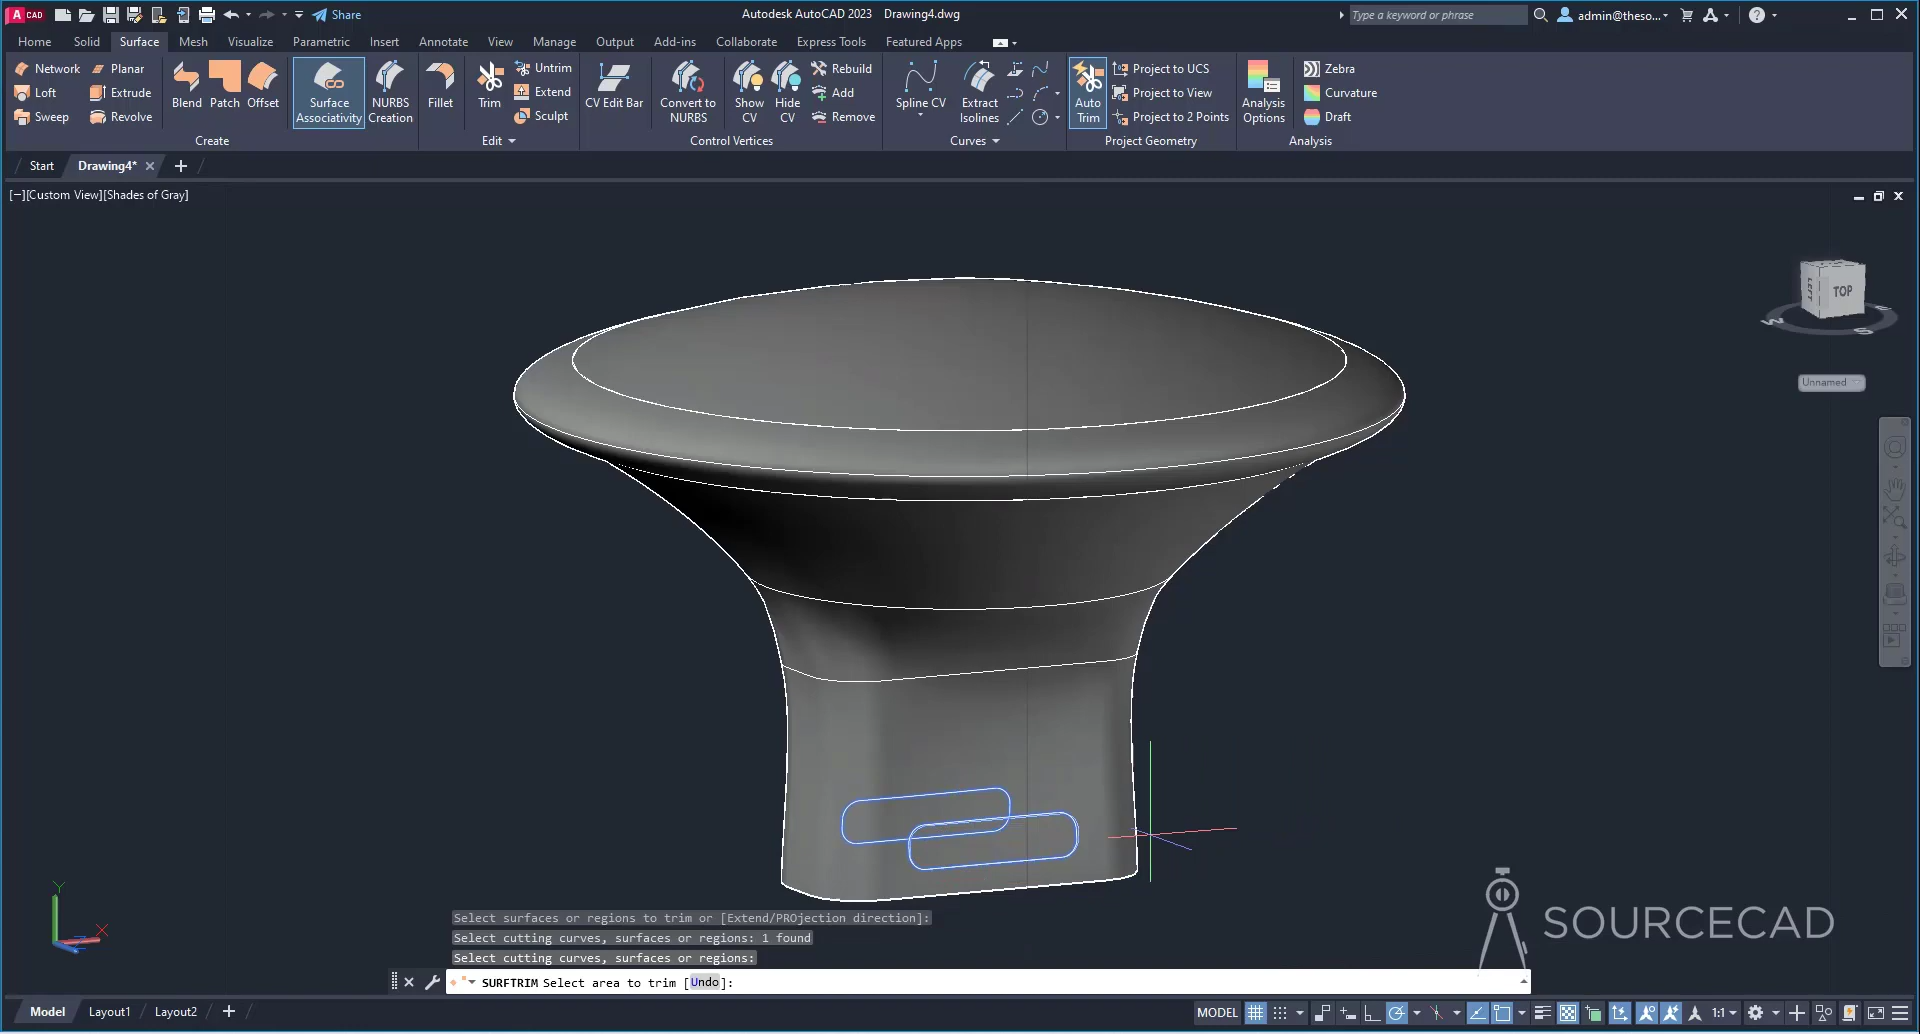 A CAD
Share
Autodesk AutoCAD 2023 Drawing4.dwg
Type a keyword or phrase
admin@theso...
Home Solid Surface Mesh Visualize Parametric Insert Annotate View Manage Output Add-ins Collaborate Express Tools Featured Apps
Network Planar
Loft Extrude
Sweep Revolve
Blend Patch Offset
Surface Associativity
NURBS Creation
Create
Fillet
Trim
Untrim
Extend
Sculpt
Edit
CV Edit Bar
Convert to NURBS
Show CV
Hide CV
Rebuild
Add
Remove
Control Vertices
Spline CV
Extract Isolines
Curves
Auto Trim
Project to UCS
Project to View
Project to 2 Points
Project Geometry
Analysis Options
Zebra
Curvature
Draft
Analysis
Start Drawing4*
[−][Custom View][Shades of Gray]
LEFT TOP
W S E
Unnamed
Y
X
SOURCECAD
Select surfaces or regions to trim or [Extend/PROjection direction]:
Select cutting curves, surfaces or regions: 1 found
Select cutting curves, surfaces or regions:
SURFTRIM Select area to trim [Undo]:
Model Layout1 Layout2 +
MODEL
1:1